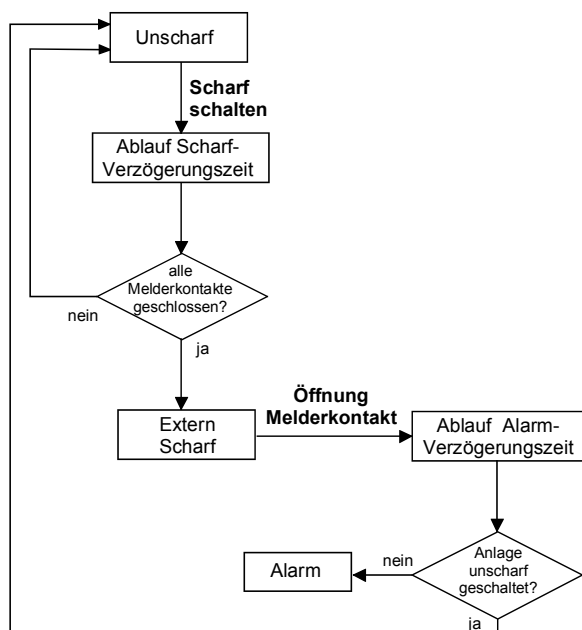 Unscharf
Scharf
schalten
Ablauf Scharf-
Verzögerungszeit
alle
Melderkontakte
geschlossen?
nein
ja
Öffnung
Melderkontakt
Extern
Scharf
Ablauf Alarm-
Verzögerungszeit
Anlage
unscharf
geschaltet?
nein
Alarm
ja